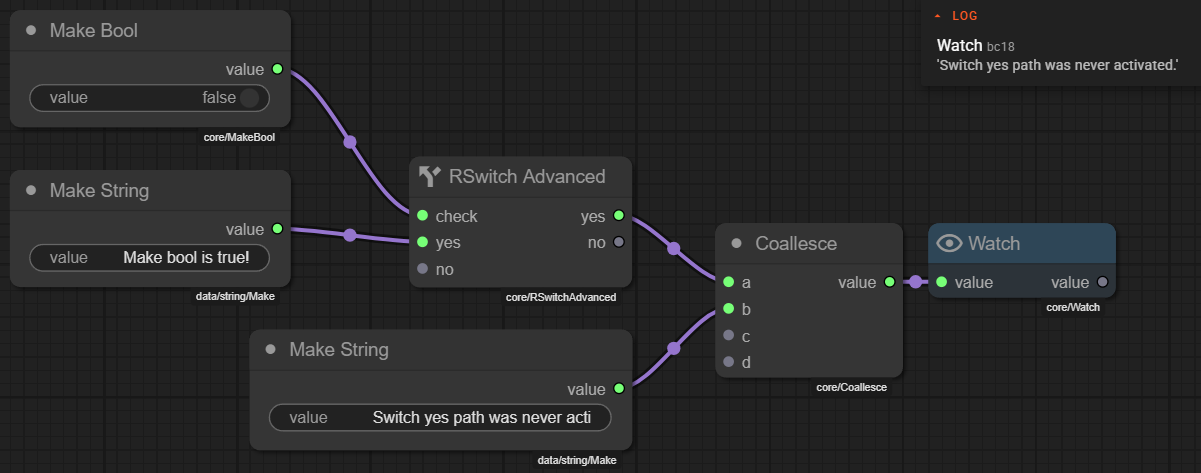 Make Bool
value
value false
core/MakeBool
Make String
value
value Make bool is true!
data/string/Make
RSwitch Advanced
check yes
yes no
no
core/RSwitchAdvanced
Make String
value
value Switch yes path was never acti
data/string/Make
Coallesce
a value
b
c
d
core/Coallesce
Watch
value value
core/Watch
LOG
Watch bc18
'Switch yes path was never activated.'